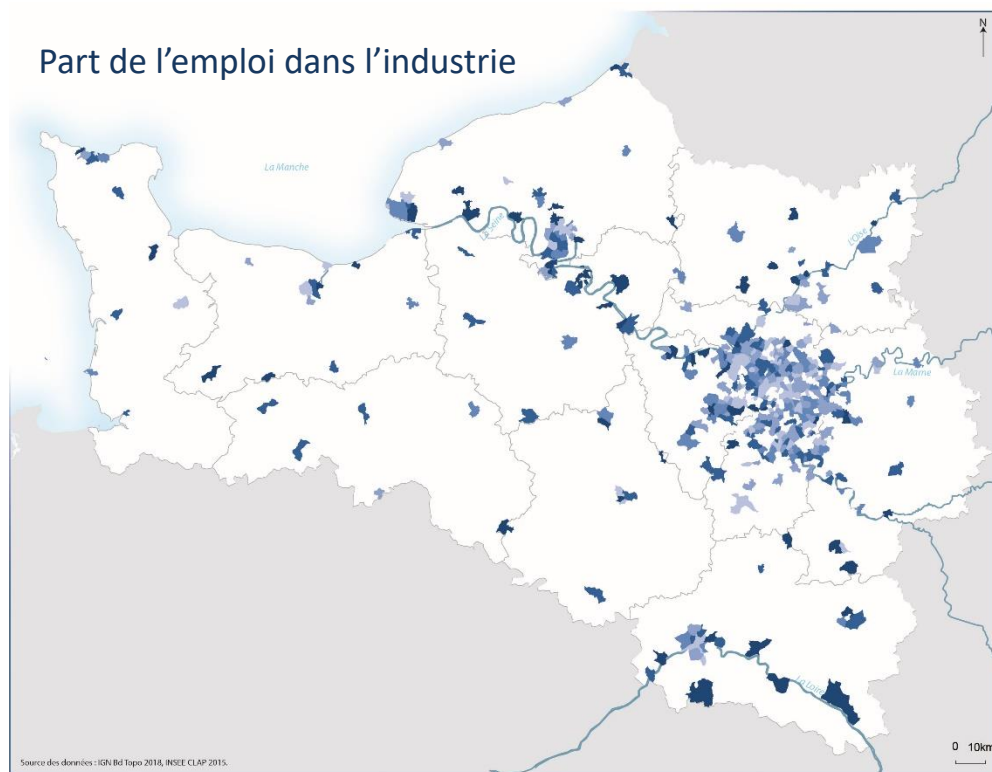 Part de l'emploi dans l'industrie
N
La Manche
La Seine
L'Oise
La Marne
La Loire
0 10km
Source des données : IGN Bd Topo 2018, INSEE CLAP 2015.